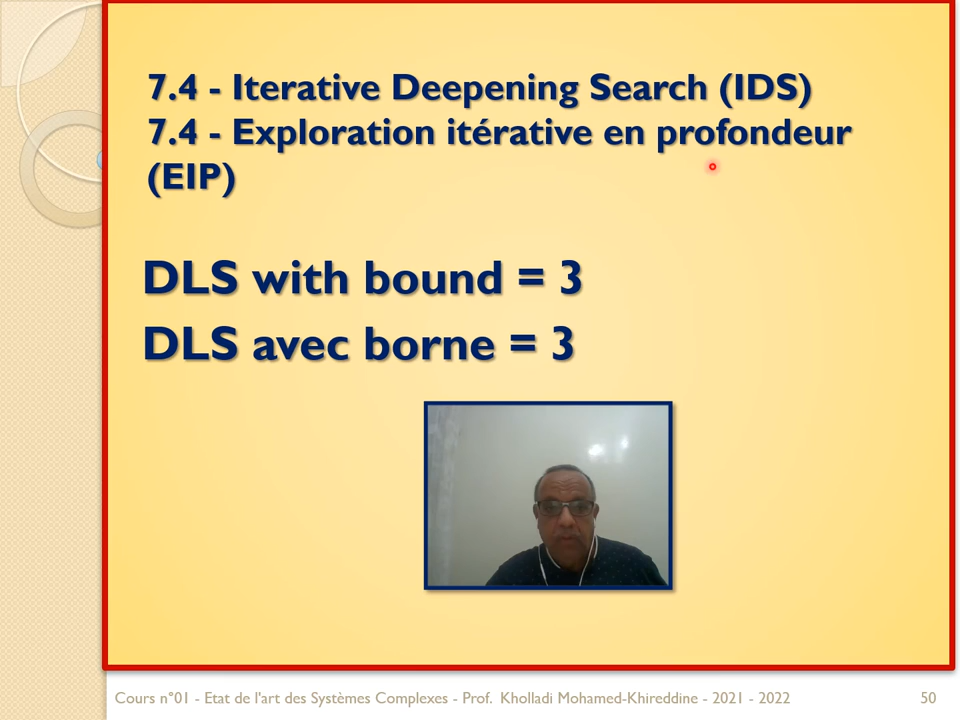 7.4 - Iterative Deepening Search (IDS)
7.4 - Exploration itérative en profondeur
(EIP)
DLS with bound = 3
DLS avec borne = 3
Cours n°01 - Etat de l'art des Systèmes Complexes - Prof. Kholladi Mohamed-Khireddine - 2021 - 2022 50